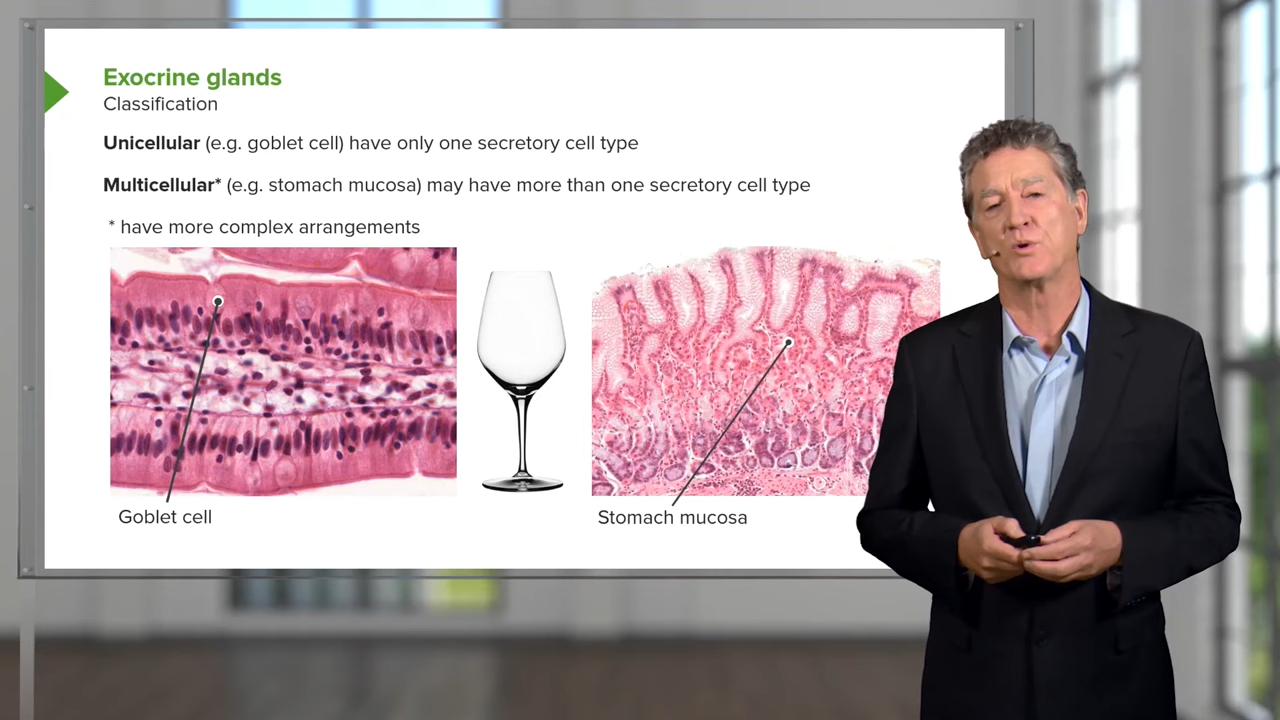 Exocrine glands
Classification
Unicellular (e.g. goblet cell) have only one secretory cell type
Multicellular* (e.g. stomach mucosa) may have more than one secretory cell type
* have more complex arrangements
Goblet cell
Stomach mucosa